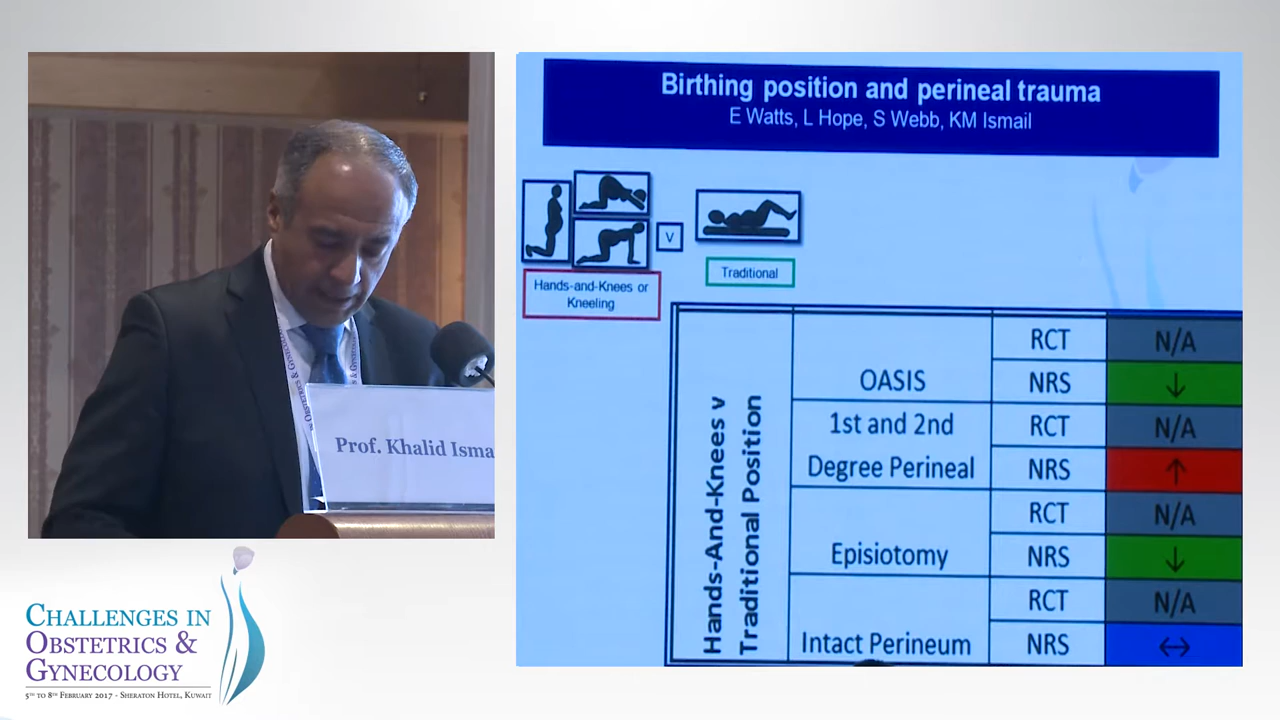 Prof. Khalid Isma
CHALLENGES IN
OBSTETRICS &
GYNECOLOGY
5TH TO 8TH FEBRUARY 2017 - SHERATON HOTEL, KUWAIT
Birthing position and perineal trauma
E Watts, L Hope, S Webb, KM Ismail
V
Hands-and-Knees or
Kneeling
Traditional
Hands-And-Knees v
Traditional Position
OASIS
RCT N/A
NRS ↓
1st and 2nd
Degree Perineal
RCT N/A
NRS ↑
Episiotomy
RCT N/A
NRS ↓
Intact Perineum
RCT N/A
NRS ↔